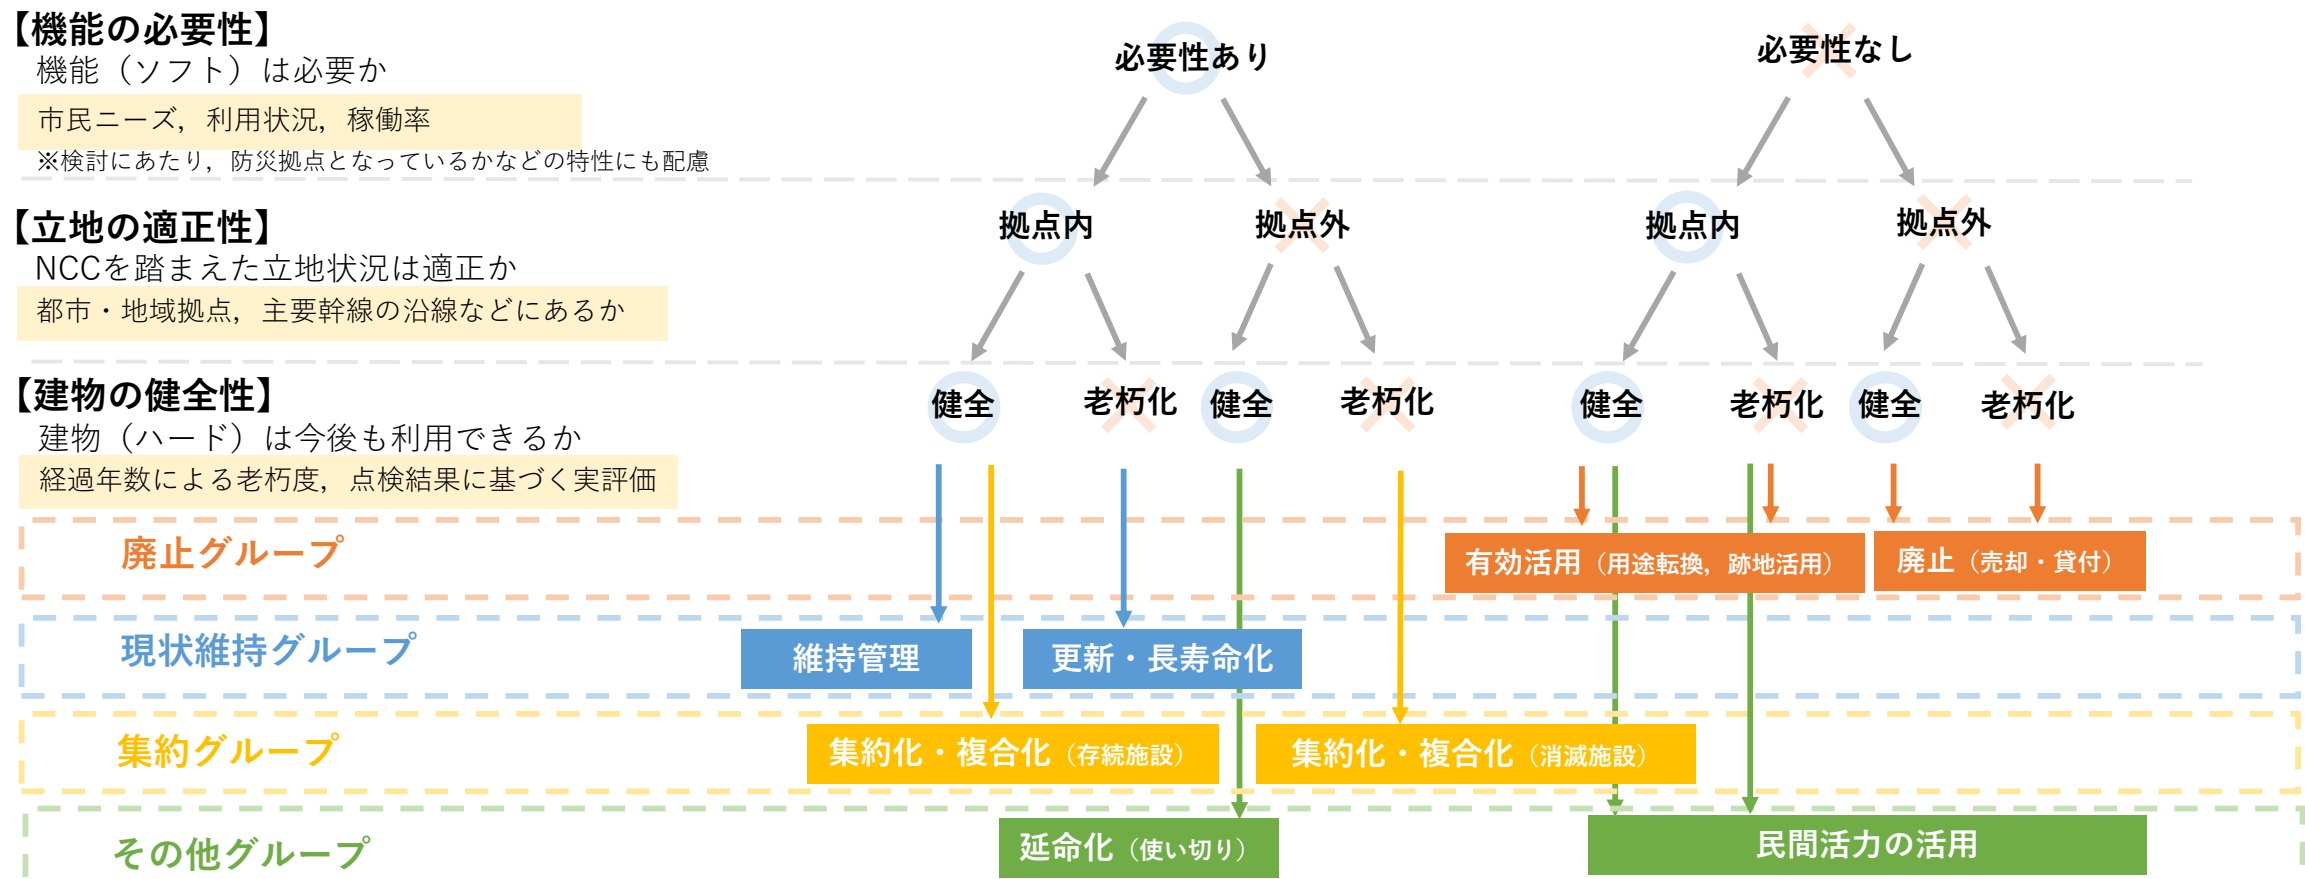 【機能の必要性】
機能（ソフト）は必要か
市民ニーズ，利用状況，稼働率
※検討にあたり，防災拠点となっているかなどの特性にも配慮
必要性あり
必要性なし
【立地の適正性】
NCCを踏まえた立地状況は適正か
都市・地域拠点，主要幹線の沿線などにあるか
拠点内
拠点外
拠点内
拠点外
【建物の健全性】
建物（ハード）は今後も利用できるか
経過年数による老朽度，点検結果に基づく実評価
健全
老朽化
健全
老朽化
健全
老朽化
健全
老朽化
廃止グループ
有効活用（用途転換，跡地活用）
廃止（売却・貸付）
現状維持グループ
維持管理
更新・長寿命化
集約グループ
集約化・複合化（存続施設）
集約化・複合化（消滅施設）
その他グループ
延命化（使い切り）
民間活力の活用